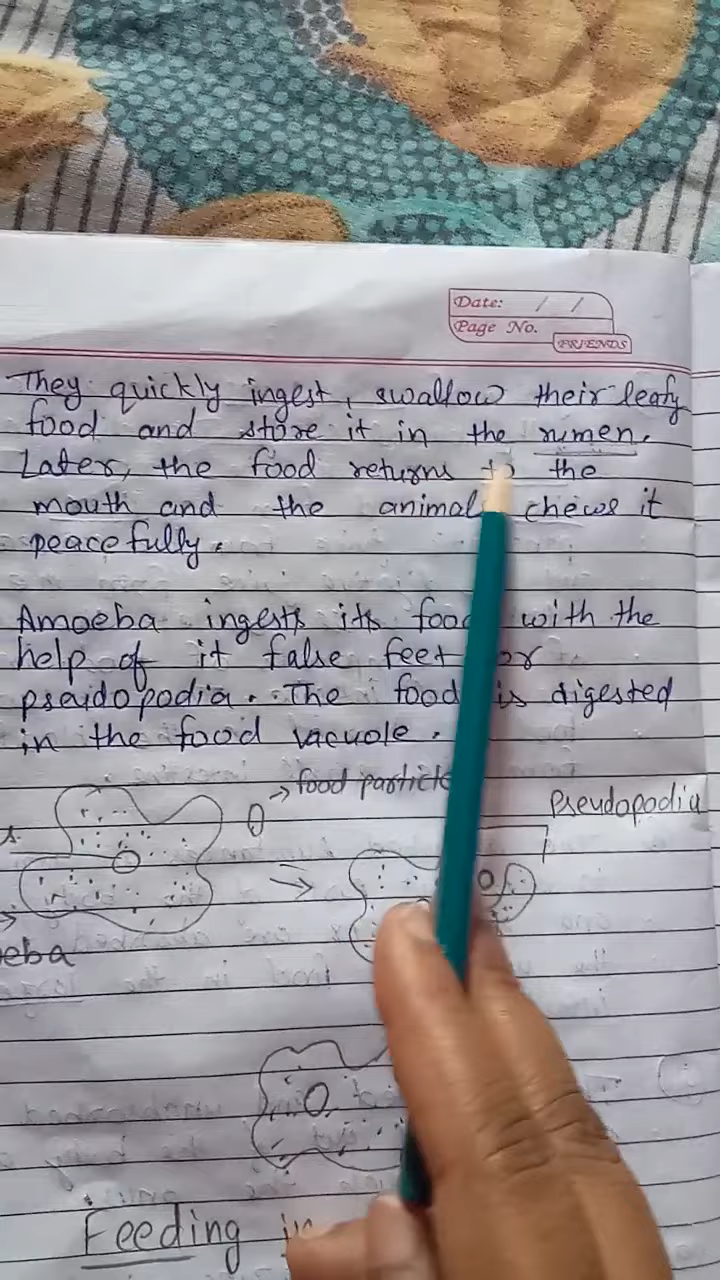 Date: / /
Page No.
FRIENDS
They quickly ingest, swallow their leafy
food and store it in the rumen.
Later, the food returns to the
mouth and the animal chews it
peacefully.
Amoeba ingests its food with the
help of it false feet or
pseudopodia. The food is digested
in the food vacuole.
food particle
Pseudopodia
eba
Feeding in